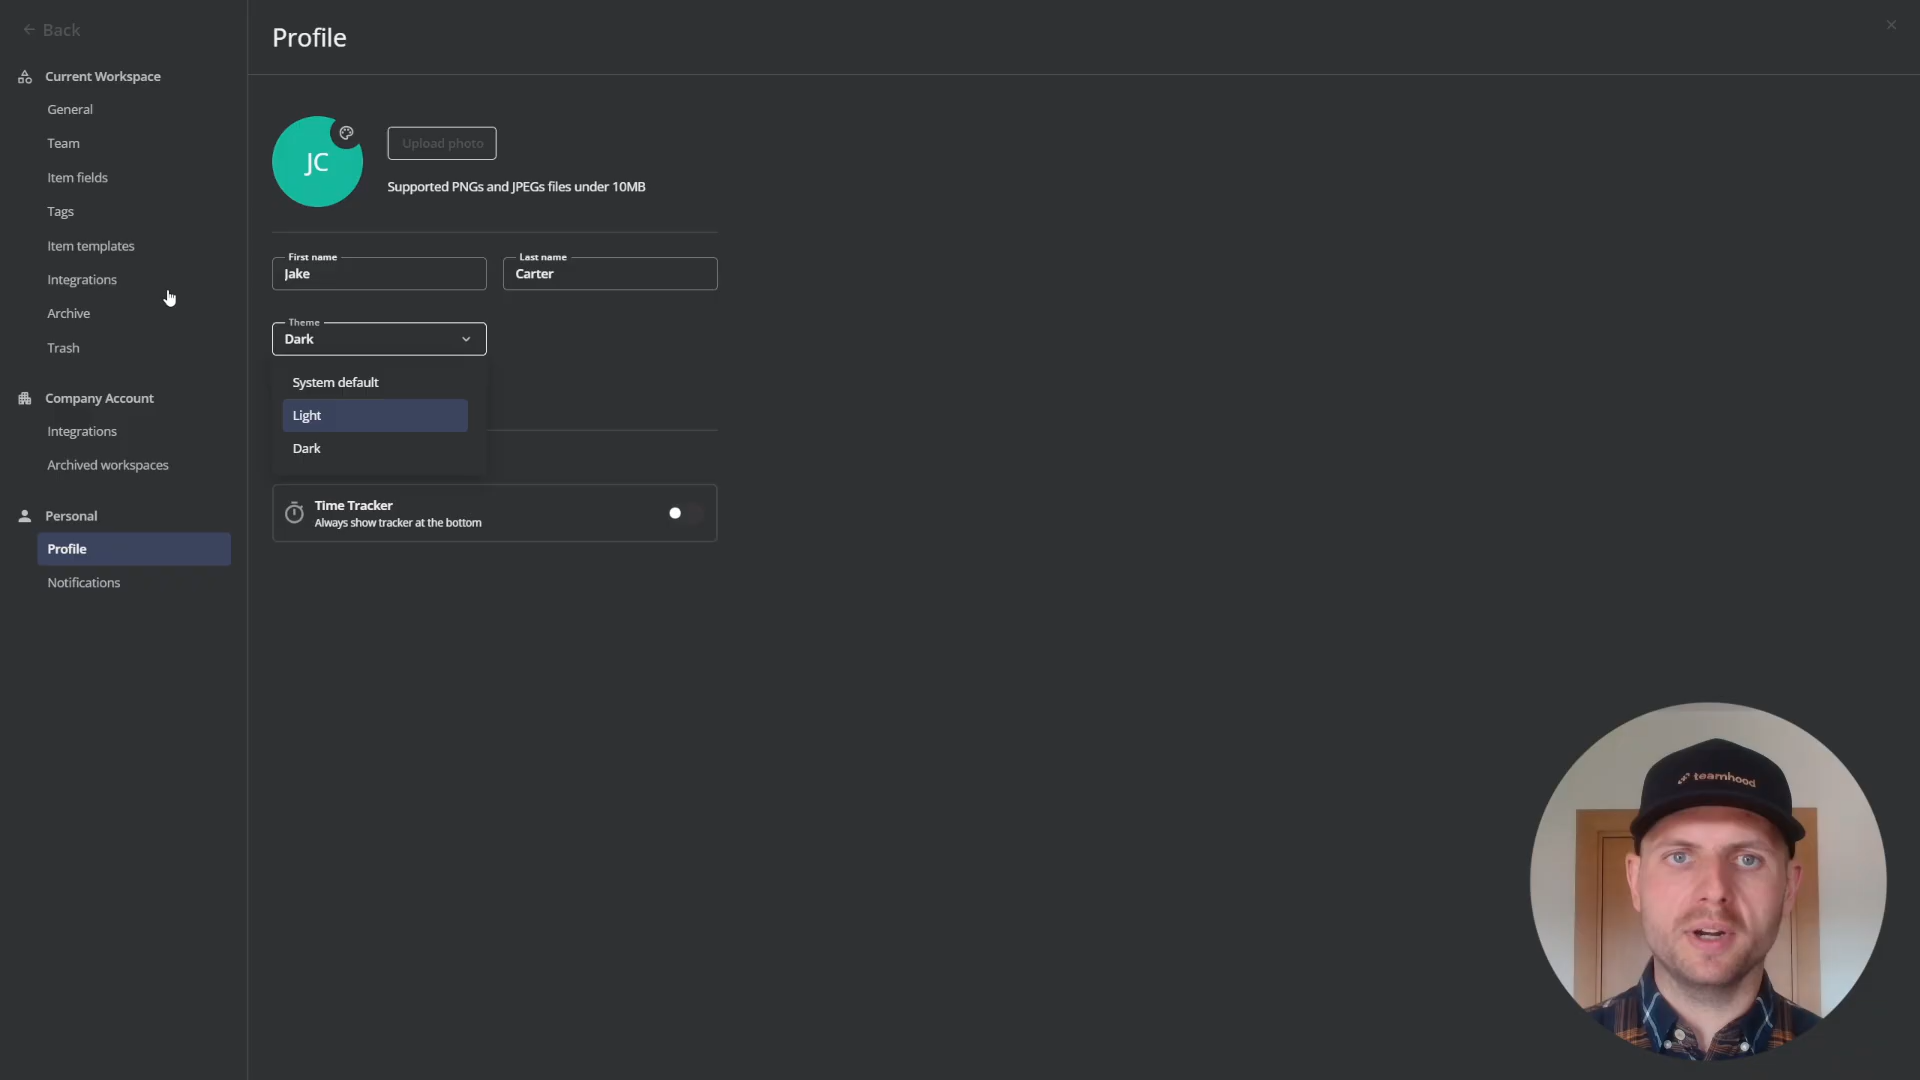 Back
Current Workspace
General
Team
Item fields
Tags
Item templates
Integrations
Archive
Trash
Company Account
Integrations
Archived workspaces
Personal
Profile
Notifications
Profile
JC
Upload photo
Supported PNGs and JPEGs files under 10MB
First name
Jake
Last name
Carter
Theme
Dark
System default
Light
Dark
Time Tracker
Always show tracker at the bottom
teamhood